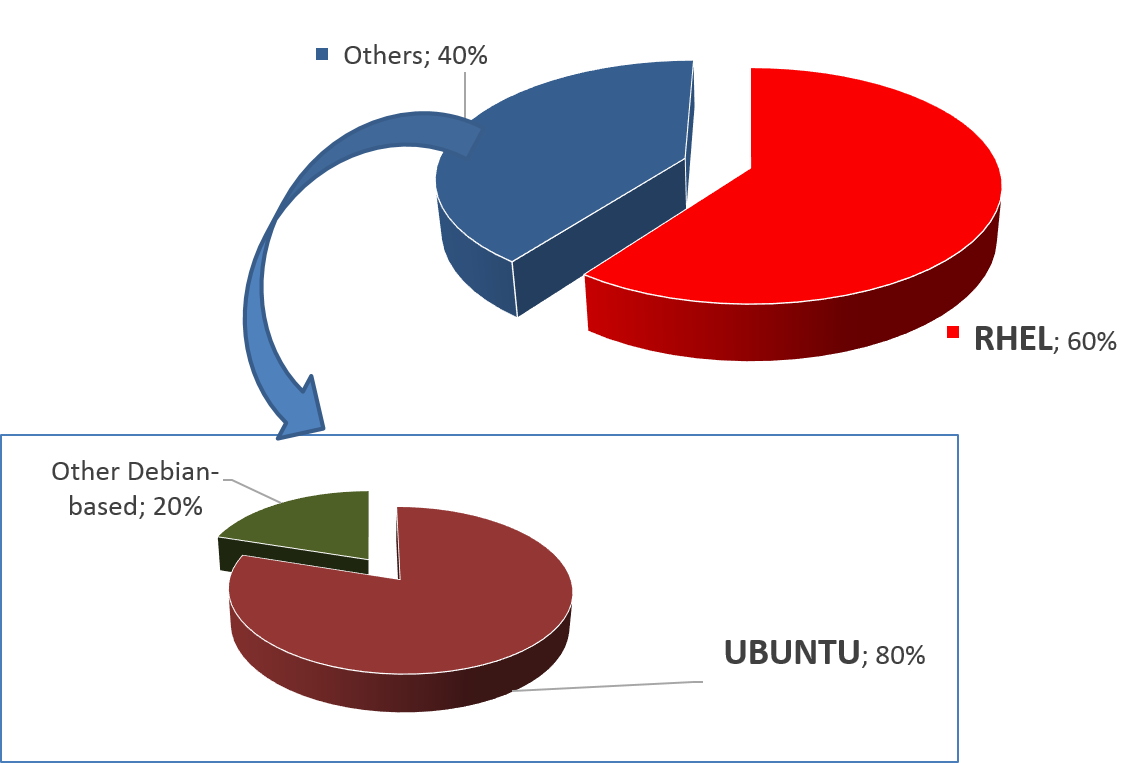 Others; 40%
RHEL; 60%
Other Debian-
based; 20%
UBUNTU; 80%